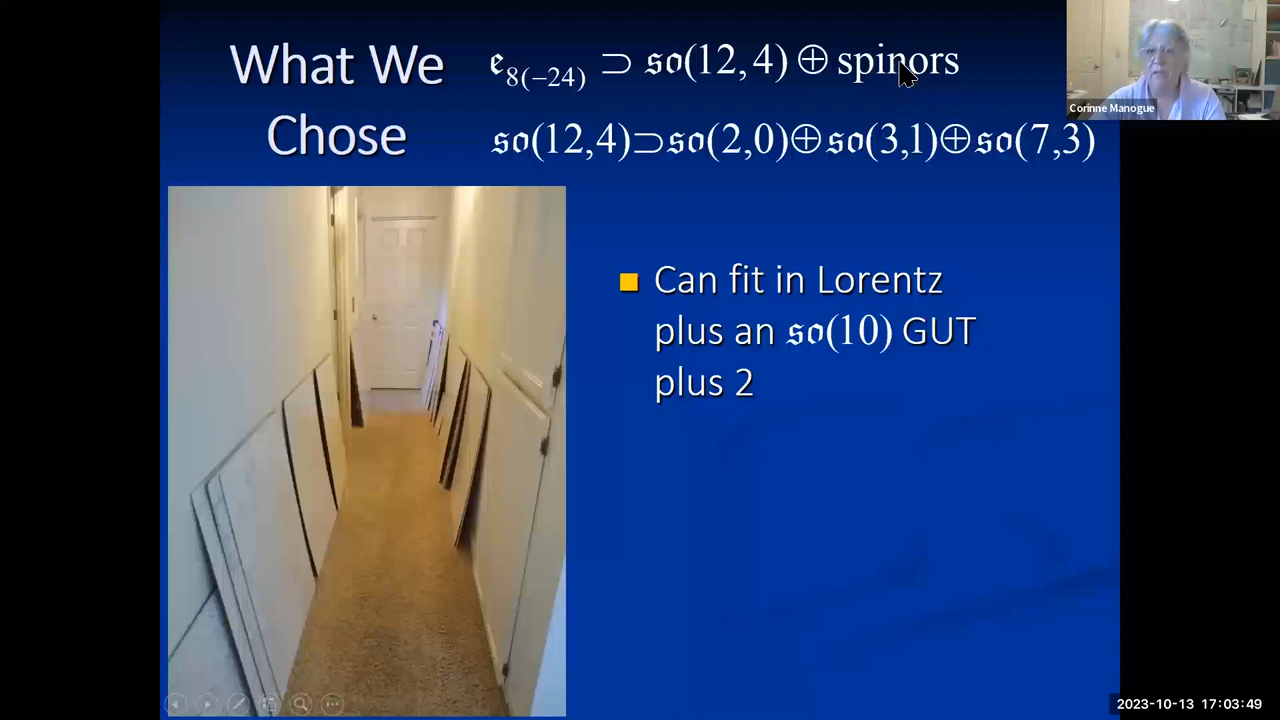 What We
Chose
𝔢₈₍₋₂₄₎ ⊃ 𝔰𝔬(12,4) ⊕ spinors
𝔰𝔬(12,4)⊃𝔰𝔬(2,0)⊕𝔰𝔬(3,1)⊕𝔰𝔬(7,3)
Corinne Manogue
■ Can fit in Lorentz
plus an 𝔰𝔬(10) GUT
plus 2
2023-10-13 17:03:49